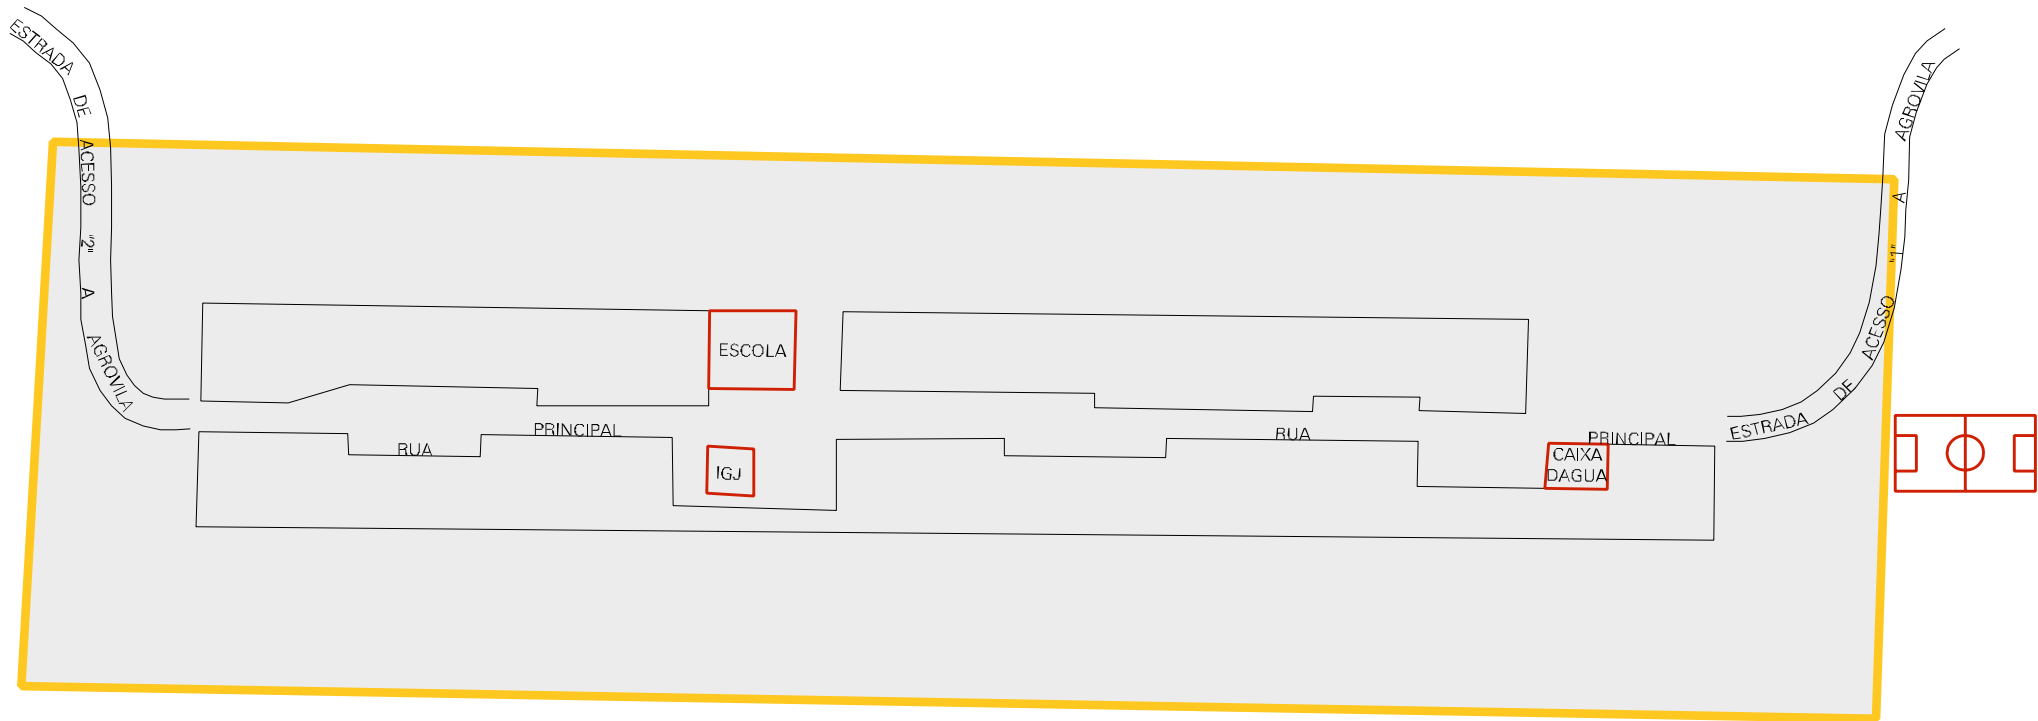 ESTRADA DE ACESSO "2" A AGROVILA
ESTRADA DE ACESSO "1" A AGROVILA
ESCOLA
RUA PRINCIPAL
IGJ
RUA PRINCIPAL
CAIXA
DAGUA